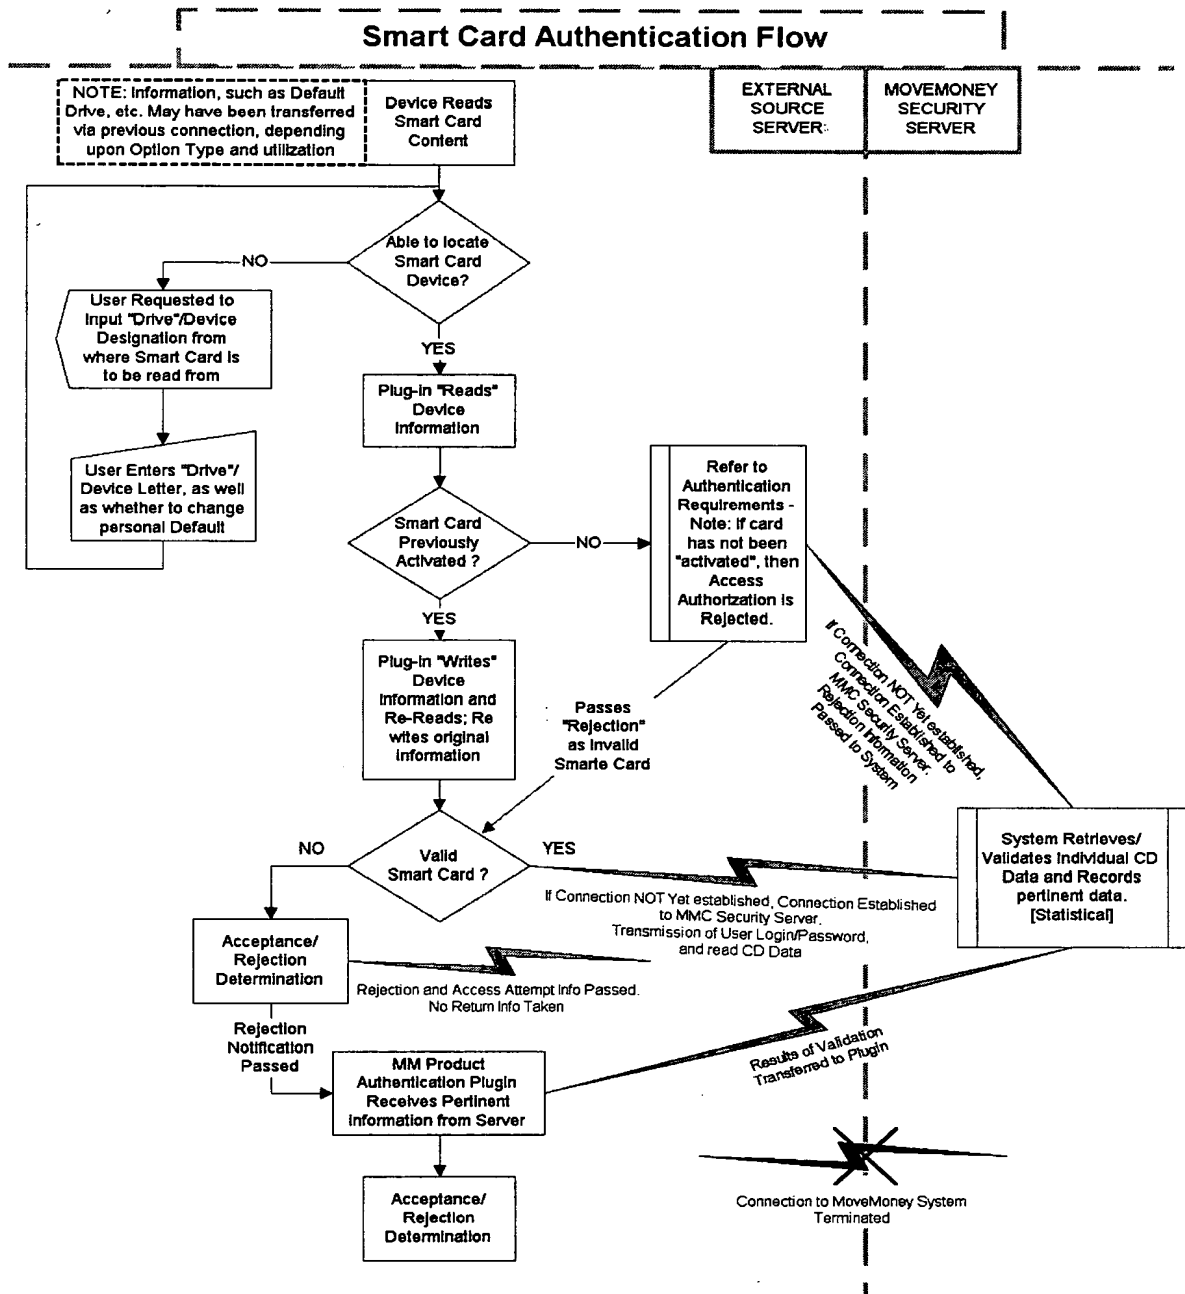 Smart Card Authentication Flow
NOTE: Information, such as Default
Drive, etc. May have been transferred
via previous connection, depending
upon Option Type and utilization
Device Reads
Smart Card
Content
EXTERNAL
SOURCE
SERVER:
MOVEMONEY
SECURITY
SERVER
Able to locate
Smart Card
Device?
NO
User Requested to
Input "Drive"/Device
Designation from
where Smart Card is
to be read from
YES
Plug-in "Reads"
Device
Information
User Enters "Drive"/
Device Letter, as well
as whether to change
personal Default
Smart Card
Previously
Activated ?
NO
Refer to
Authentication
Requirements -
Note: If card
has not been
"activated", then
Access
Authorization is
Rejected.
YES
Plug-in "Writes"
Device
Information and
Re-Reads; Re
wites original
information
Passes
"Rejection"
as Invalid
Smarte Card
If Connection NOT Yet established,
Connection Established to
MMC Security Server.
Rejection Information
Passed to System
NO
Valid
Smart Card ?
YES
System Retrieves/
Validates Individual CD
Data and Records
pertinent data.
[Statistical]
If Connection NOT Yet established, Connection Established
to MMC Security Server.
Transmission of User Login/Password,
and read CD Data
Acceptance/
Rejection
Determination
Rejection and Access Attempt Info Passed.
No Return Info Taken
Rejection
Notification
Passed
MM Product
Authentication Plugin
Receives Pertinent
Information from Server
Results of Validation
Transferred to Plugin
Acceptance/
Rejection
Determination
Connection to MoveMoney System
Terminated